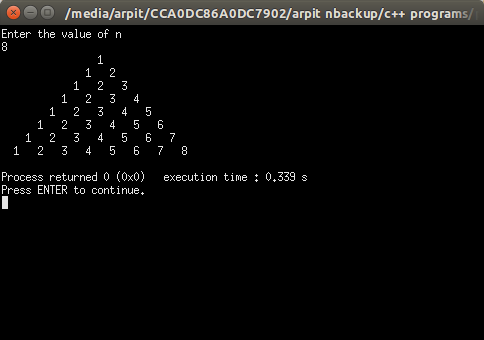 /media/arpit/CCA0DC86A0DC7902/arpit nbackup/c++ programs/
Enter the value of n
8
1
1 2
1 2 3
1 2 3 4
1 2 3 4 5
1 2 3 4 5 6
1 2 3 4 5 6 7
1 2 3 4 5 6 7 8
Process returned 0 (0x0)   execution time : 0.339 s
Press ENTER to continue.